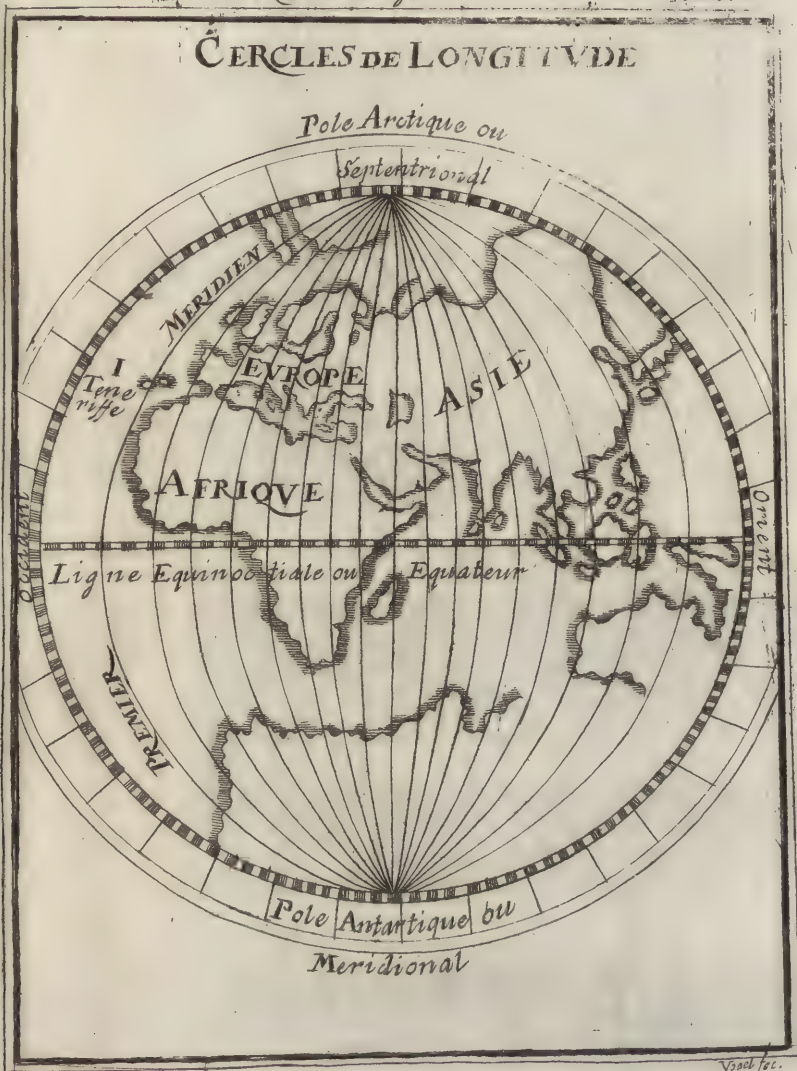 CERCLES DE LONGITVDE
Pole Arctique ou
Septentrional
MERIDIEN
I
Tene
riffe
EVROPE
ASIE
AFRIQVE
Occident
Orient
Ligne Equinoctiale ou Equateur
PREMIER
Pole Antartique ou
Meridional
fec.